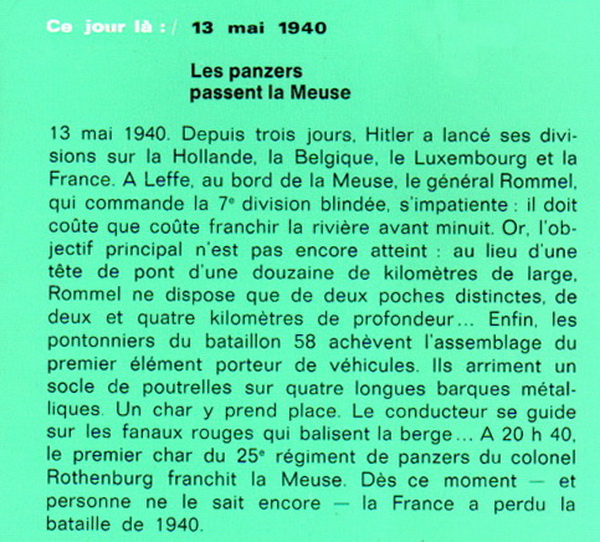 Ce jour là : / 13 mai 1940
Les panzers
passent la Meuse
13 mai 1940. Depuis trois jours, Hitler a lancé ses divi-
sions sur la Hollande, la Belgique, le Luxembourg et la
France. A Leffe, au bord de la Meuse, le général Rommel,
qui commande la 7e division blindée, s'impatiente : il doit
coûte que coûte franchir la rivière avant minuit. Or, l'ob-
jectif principal n'est pas encore atteint : au lieu d'une
tête de pont d'une douzaine de kilomètres de large,
Rommel ne dispose que de deux poches distinctes, de
deux et quatre kilomètres de profondeur... Enfin, les
pontonniers du bataillon 58 achèvent l'assemblage du
premier élément porteur de véhicules. Ils arriment un
socle de poutrelles sur quatre longues barques métal-
liques. Un char y prend place. Le conducteur se guide
sur les fanaux rouges qui balisent la berge... A 20 h 40,
le premier char du 25e régiment de panzers du colonel
Rothenburg franchit la Meuse. Dès ce moment — et
personne ne le sait encore — la France a perdu la
bataille de 1940.